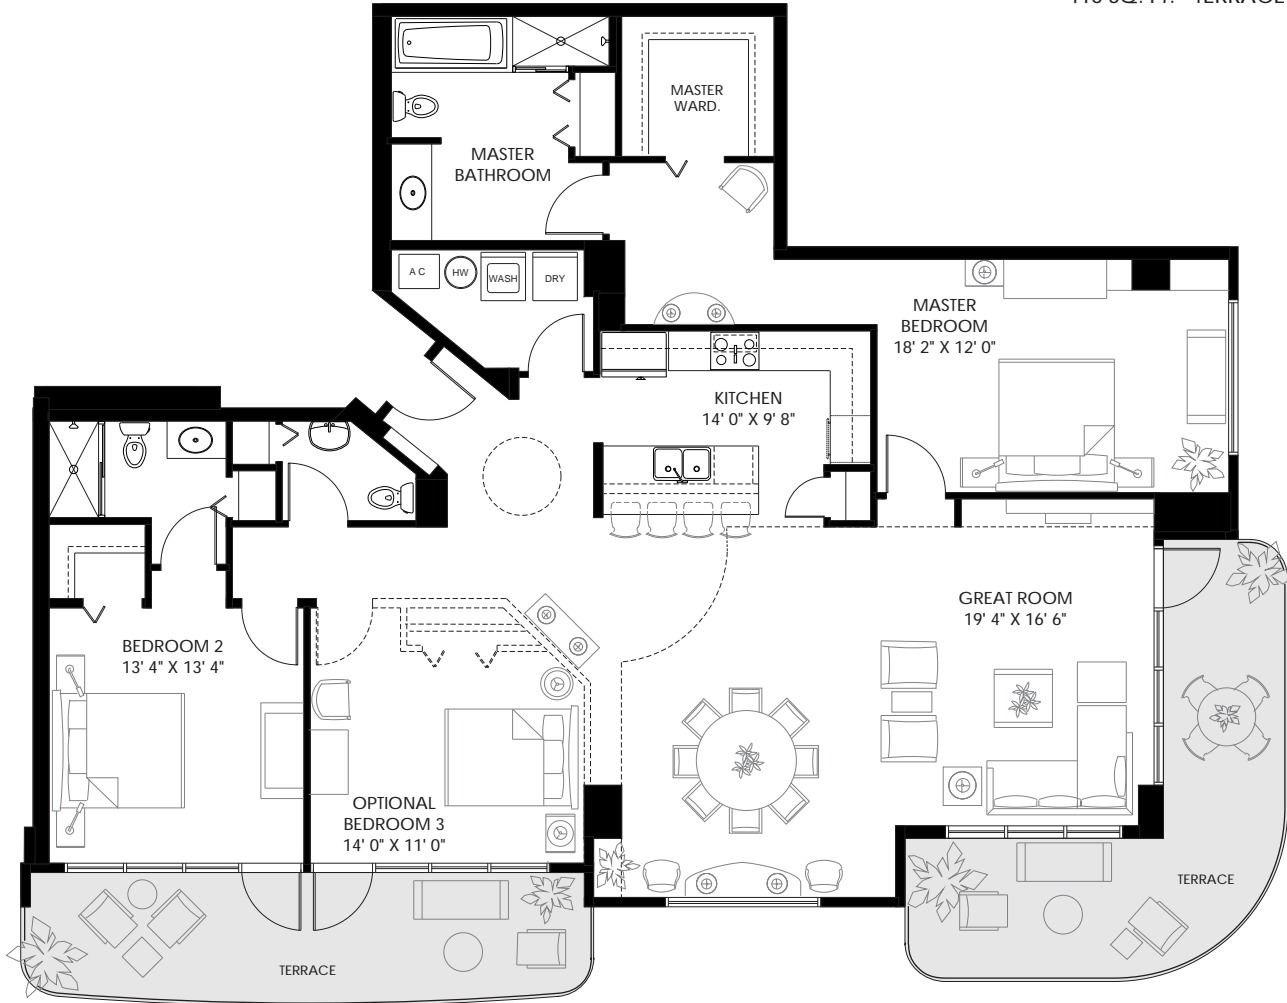 MASTER
WARD.
MASTER
BATHROOM
A C
HW
WASH
DRY
MASTER
BEDROOM
18' 2" X 12' 0"
KITCHEN
14' 0" X 9' 8"
GREAT ROOM
19' 4" X 16' 6"
BEDROOM 2
13' 4" X 13' 4"
OPTIONAL
BEDROOM 3
14' 0" X 11' 0"
TERRACE
TERRACE